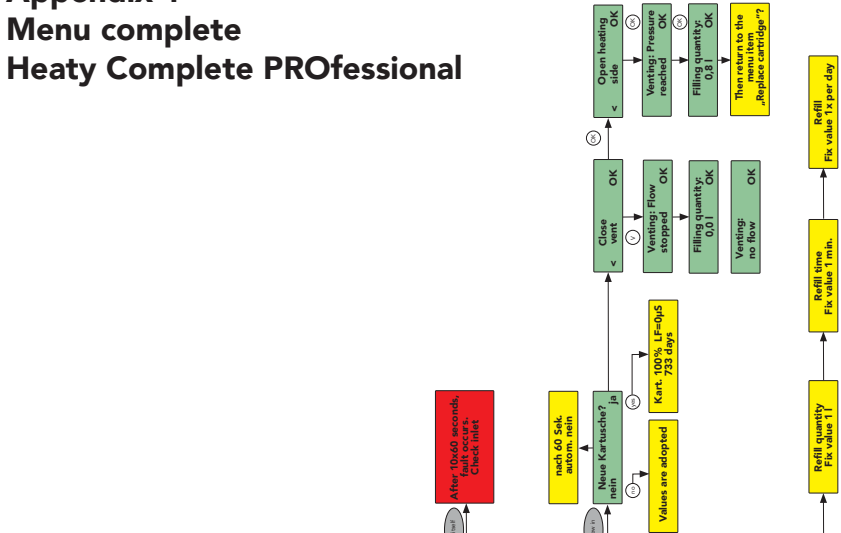 Menu complete
Heaty Complete PROfessional
After 10x60 seconds,
fault occurs.
Check inlet
nach 60 Sek.
autom. nein
Neue Kartusche?
nein ja
no
Values are adopted
yes
Kart. 100% LF=0µS
733 days
Close
vent
< OK
V
Venting: Flow
stopped OK
Filling quantity:
0,0 l OK
Venting:
no flow
OK
Open heating
side
< OK
OK
Venting: Pressure
reached OK
OK
Filling quantity:
0,8 l OK
Then return to the
menu item
„Replace cartridge"?
Refill quantity
Fix value 1 l
Refill time
Fix value 1 min.
Refill
Fix value 1x per day